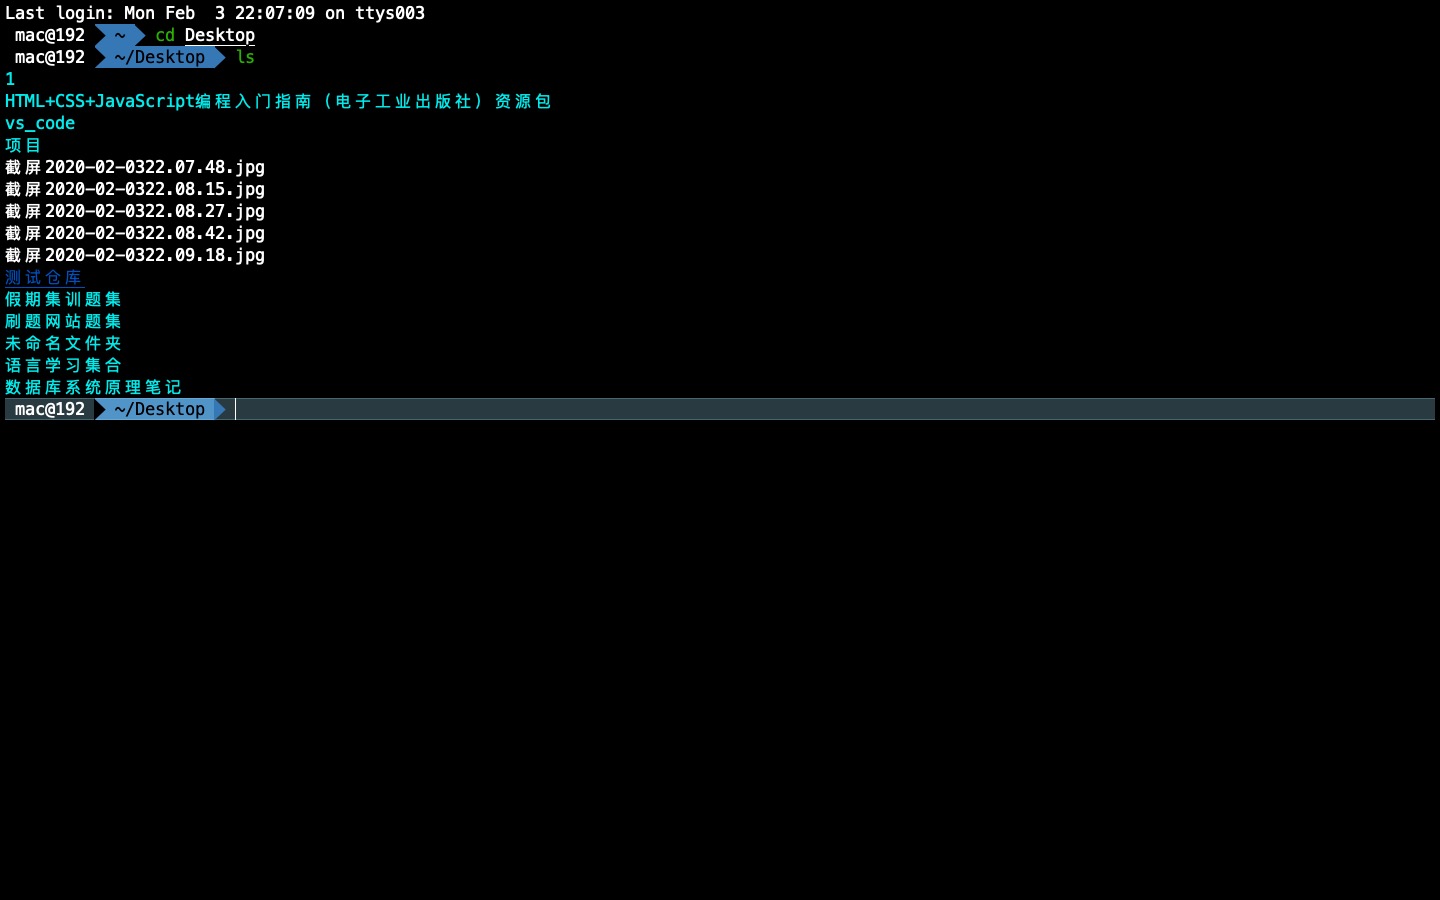 Last login: Mon Feb  3 22:07:09 on ttys003
mac@192 ~ cd Desktop
mac@192 ~/Desktop ls
1
HTML+CSS+JavaScript编程入门指南（电子工业出版社）资源包
vs_code
项目
截屏2020-02-0322.07.48.jpg
截屏2020-02-0322.08.15.jpg
截屏2020-02-0322.08.27.jpg
截屏2020-02-0322.08.42.jpg
截屏2020-02-0322.09.18.jpg
测试仓库
假期集训题集
刷题网站题集
未命名文件夹
语言学习集合
数据库系统原理笔记
mac@192 ~/Desktop